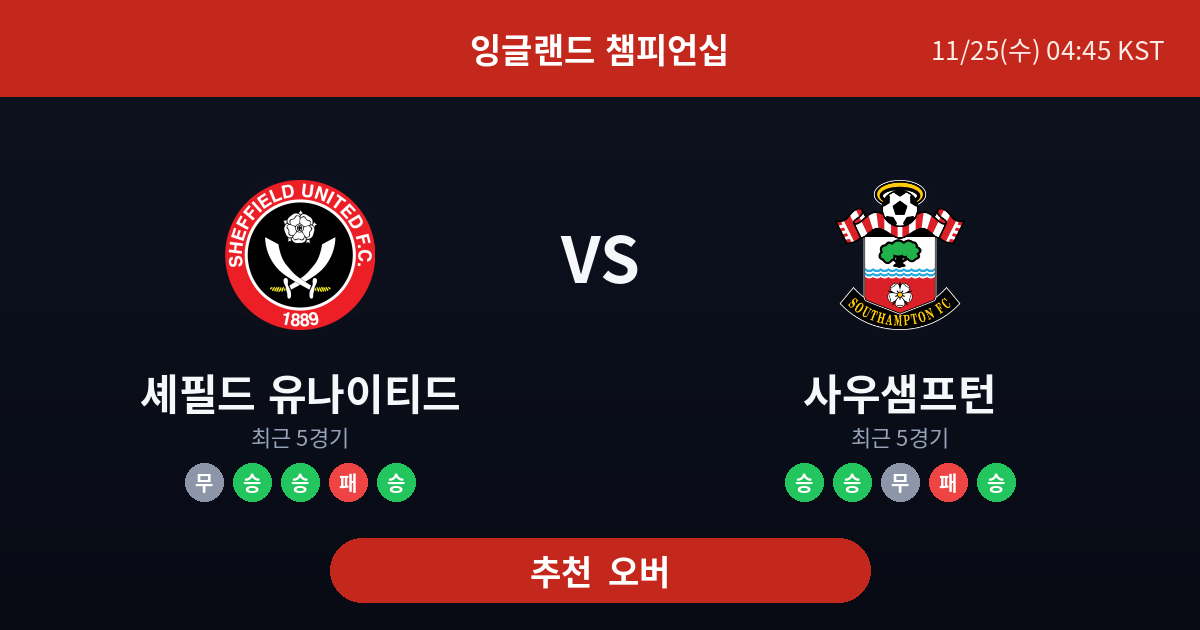 잉글랜드 챔피언십
11/25(수) 04:45 KST
SHEFFIELD UNITED F.C.
1889
VS
SOUTHAMPTON FC
셰필드 유나이티드
사우샘프턴
최근 5경기
최근 5경기
무 승 승 패 승
승 승 무 패 승
추천 오버